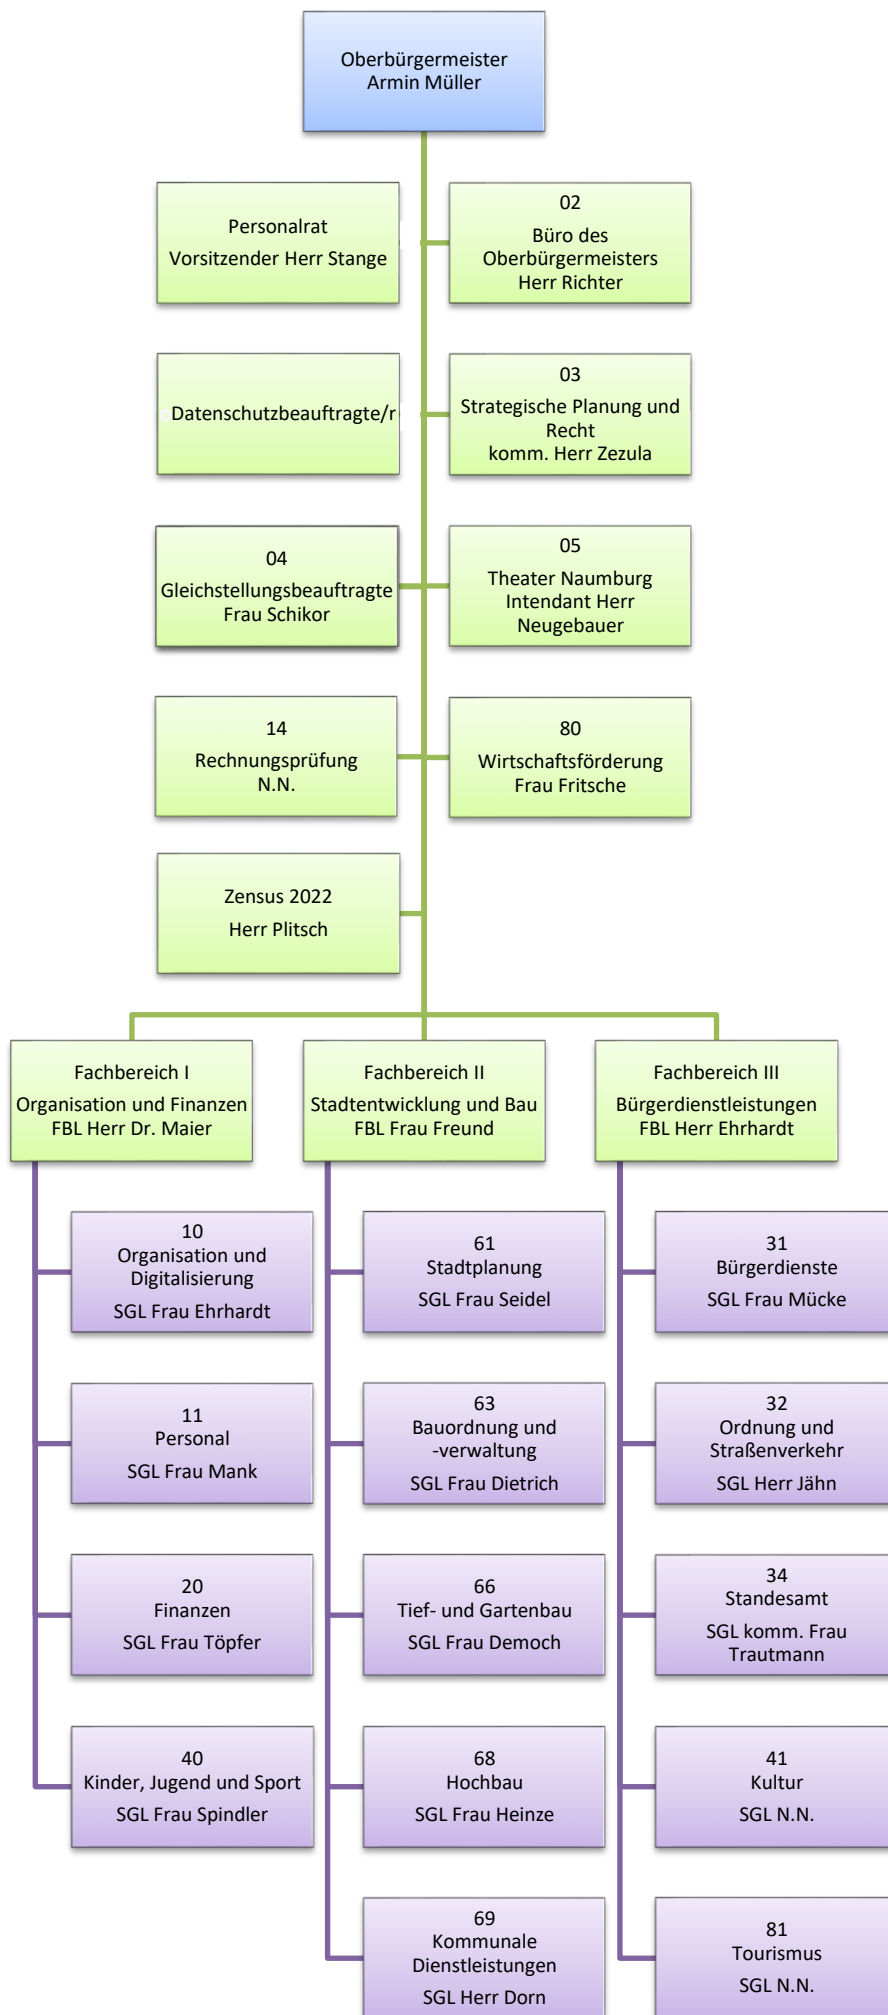 Oberbürgermeister
Armin Müller
Personalrat
Vorsitzender Herr Stange
02
Büro des
Oberbürgermeisters
Herr Richter
Datenschutzbeauftragte/r
03
Strategische Planung und
Recht
komm. Herr Zezula
04
Gleichstellungsbeauftragte
Frau Schikor
05
Theater Naumburg
Intendant Herr
Neugebauer
14
Rechnungsprüfung
N.N.
80
Wirtschaftsförderung
Frau Fritsche
Zensus 2022
Herr Plitsch
Fachbereich I
Organisation und Finanzen
FBL Herr Dr. Maier
10
Organisation und
Digitalisierung
SGL Frau Ehrhardt
11
Personal
SGL Frau Mank
20
Finanzen
SGL Frau Töpfer
40
Kinder, Jugend und Sport
SGL Frau Spindler
Fachbereich II
Stadtentwicklung und Bau
FBL Frau Freund
61
Stadtplanung
SGL Frau Seidel
63
Bauordnung und
-verwaltung
SGL Frau Dietrich
66
Tief- und Gartenbau
SGL Frau Democh
68
Hochbau
SGL Frau Heinze
69
Kommunale
Dienstleistungen
SGL Herr Dorn
Fachbereich III
Bürgerdienstleistungen
FBL Herr Ehrhardt
31
Bürgerdienste
SGL Frau Mücke
32
Ordnung und
Straßenverkehr
SGL Herr Jähn
34
Standesamt
SGL komm. Frau
Trautmann
41
Kultur
SGL N.N.
81
Tourismus
SGL N.N.